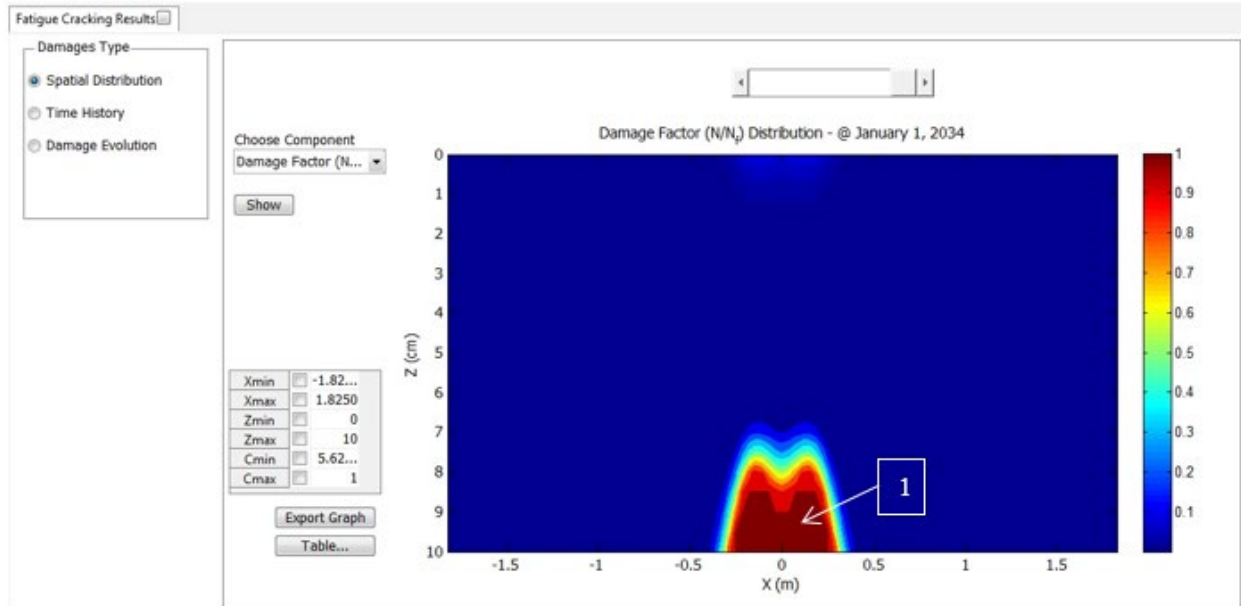 Fatigue Cracking Results
Damages Type
Spatial Distribution
Time History
Damage Evolution
Choose Component
Damage Factor (N...
Show
Xmin -1.82...
Xmax 1.8250
Zmin 0
Zmax 10
Cmin 5.62...
Cmax 1
Export Graph
Table...
Damage Factor (N/Nf) Distribution - @ January 1, 2034
0
1
2
3
4
5
6
7
8
9
10
Z (cm)
-1.5 -1 -0.5 0 0.5 1 1.5
X (m)
1
1
0.9
0.8
0.7
0.6
0.5
0.4
0.3
0.2
0.1